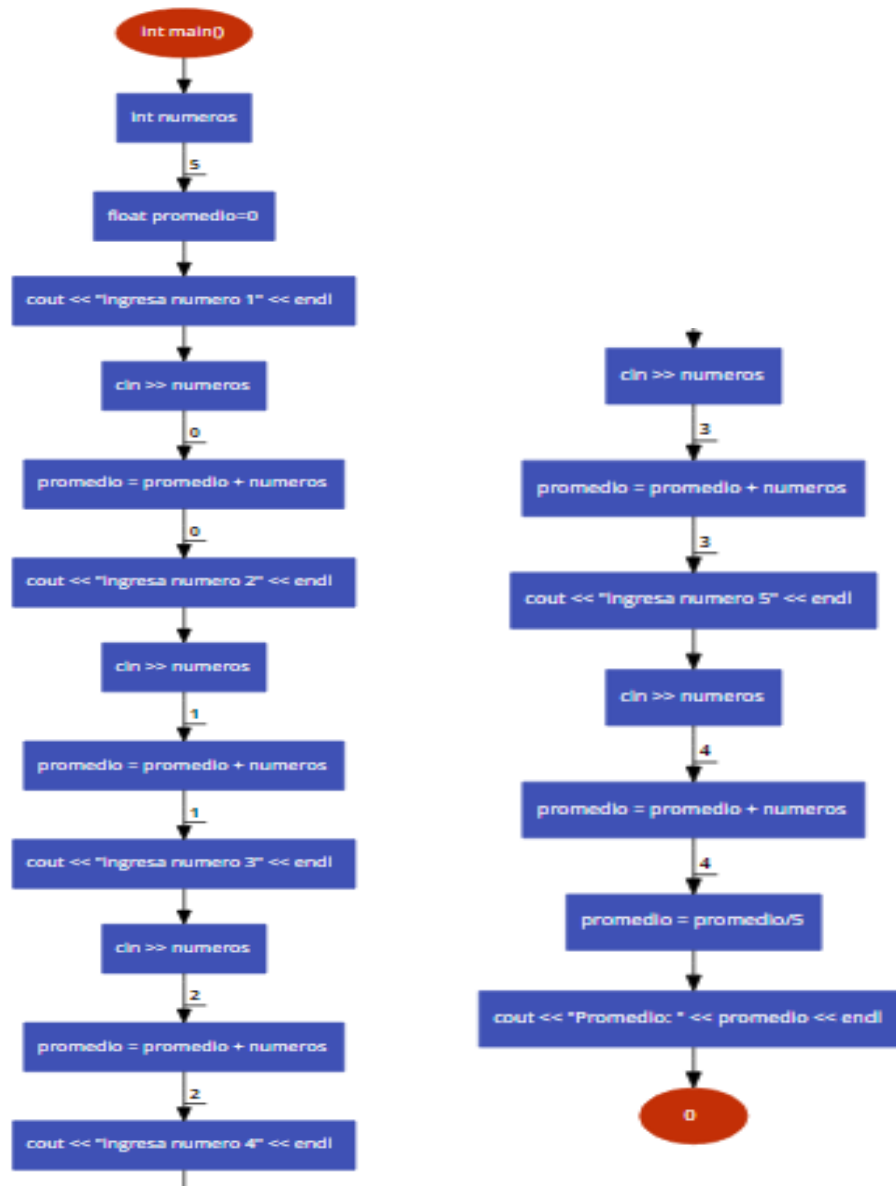 int main()
int numeros
5
float promedio=0
cout << "Ingresa numero 1" << endl
cin >> numeros
0
promedio = promedio + numeros
0
cout << "Ingresa numero 2" << endl
cin >> numeros
1
promedio = promedio + numeros
1
cout << "Ingresa numero 3" << endl
cin >> numeros
2
promedio = promedio + numeros
2
cout << "Ingresa numero 4" << endl
cin >> numeros
3
promedio = promedio + numeros
3
cout << "Ingresa numero 5" << endl
cin >> numeros
4
promedio = promedio + numeros
4
promedio = promedio/5
cout << "Promedio: " << promedio << endl
0